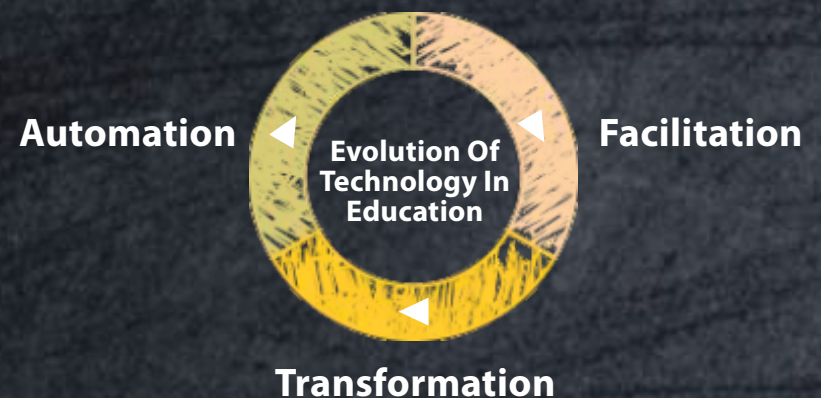 Automation
Facilitation
Evolution Of
Technology In
Education
Transformation